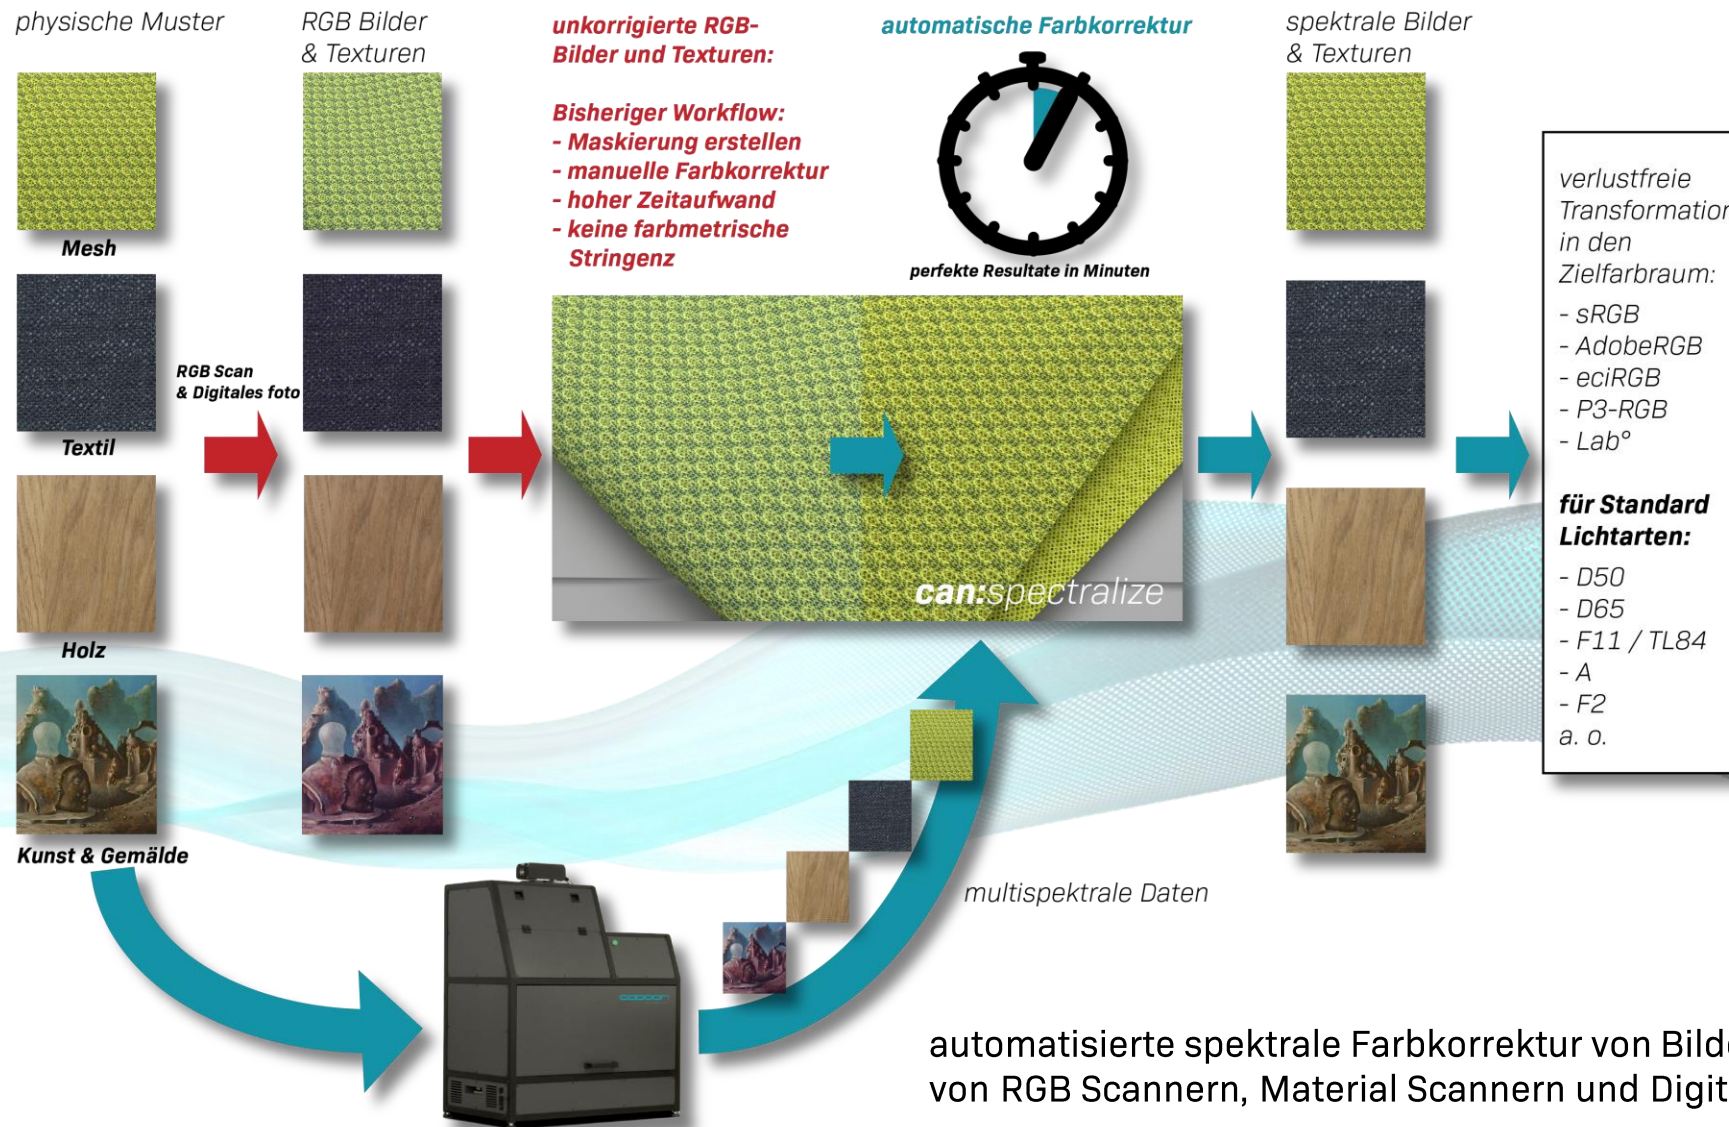 physische Muster
RGB Bilder
& Texturen
unkorrigierte RGB-
Bilder und Texturen:
Bisheriger Workflow:
- Maskierung erstellen
- manuelle Farbkorrektur
- hoher Zeitaufwand
- keine farbmetrische
Stringenz
automatische Farbkorrektur
perfekte Resultate in Minuten
spektrale Bilder
& Texturen
Mesh
Textil
Holz
Kunst & Gemälde
RGB Scan
& Digitales foto
can:spectralize
multispektrale Daten
verlustfreie
Transformation
in den
Zielfarbraum:
- sRGB
- AdobeRGB
- eciRGB
- P3-RGB
- Lab°
für Standard
Lichtarten:
- D50
- D65
- F11 / TL84
- A
- F2
a. o.
automatisierte spektrale Farbkorrektur von Bild
von RGB Scannern, Material Scannern und Digit